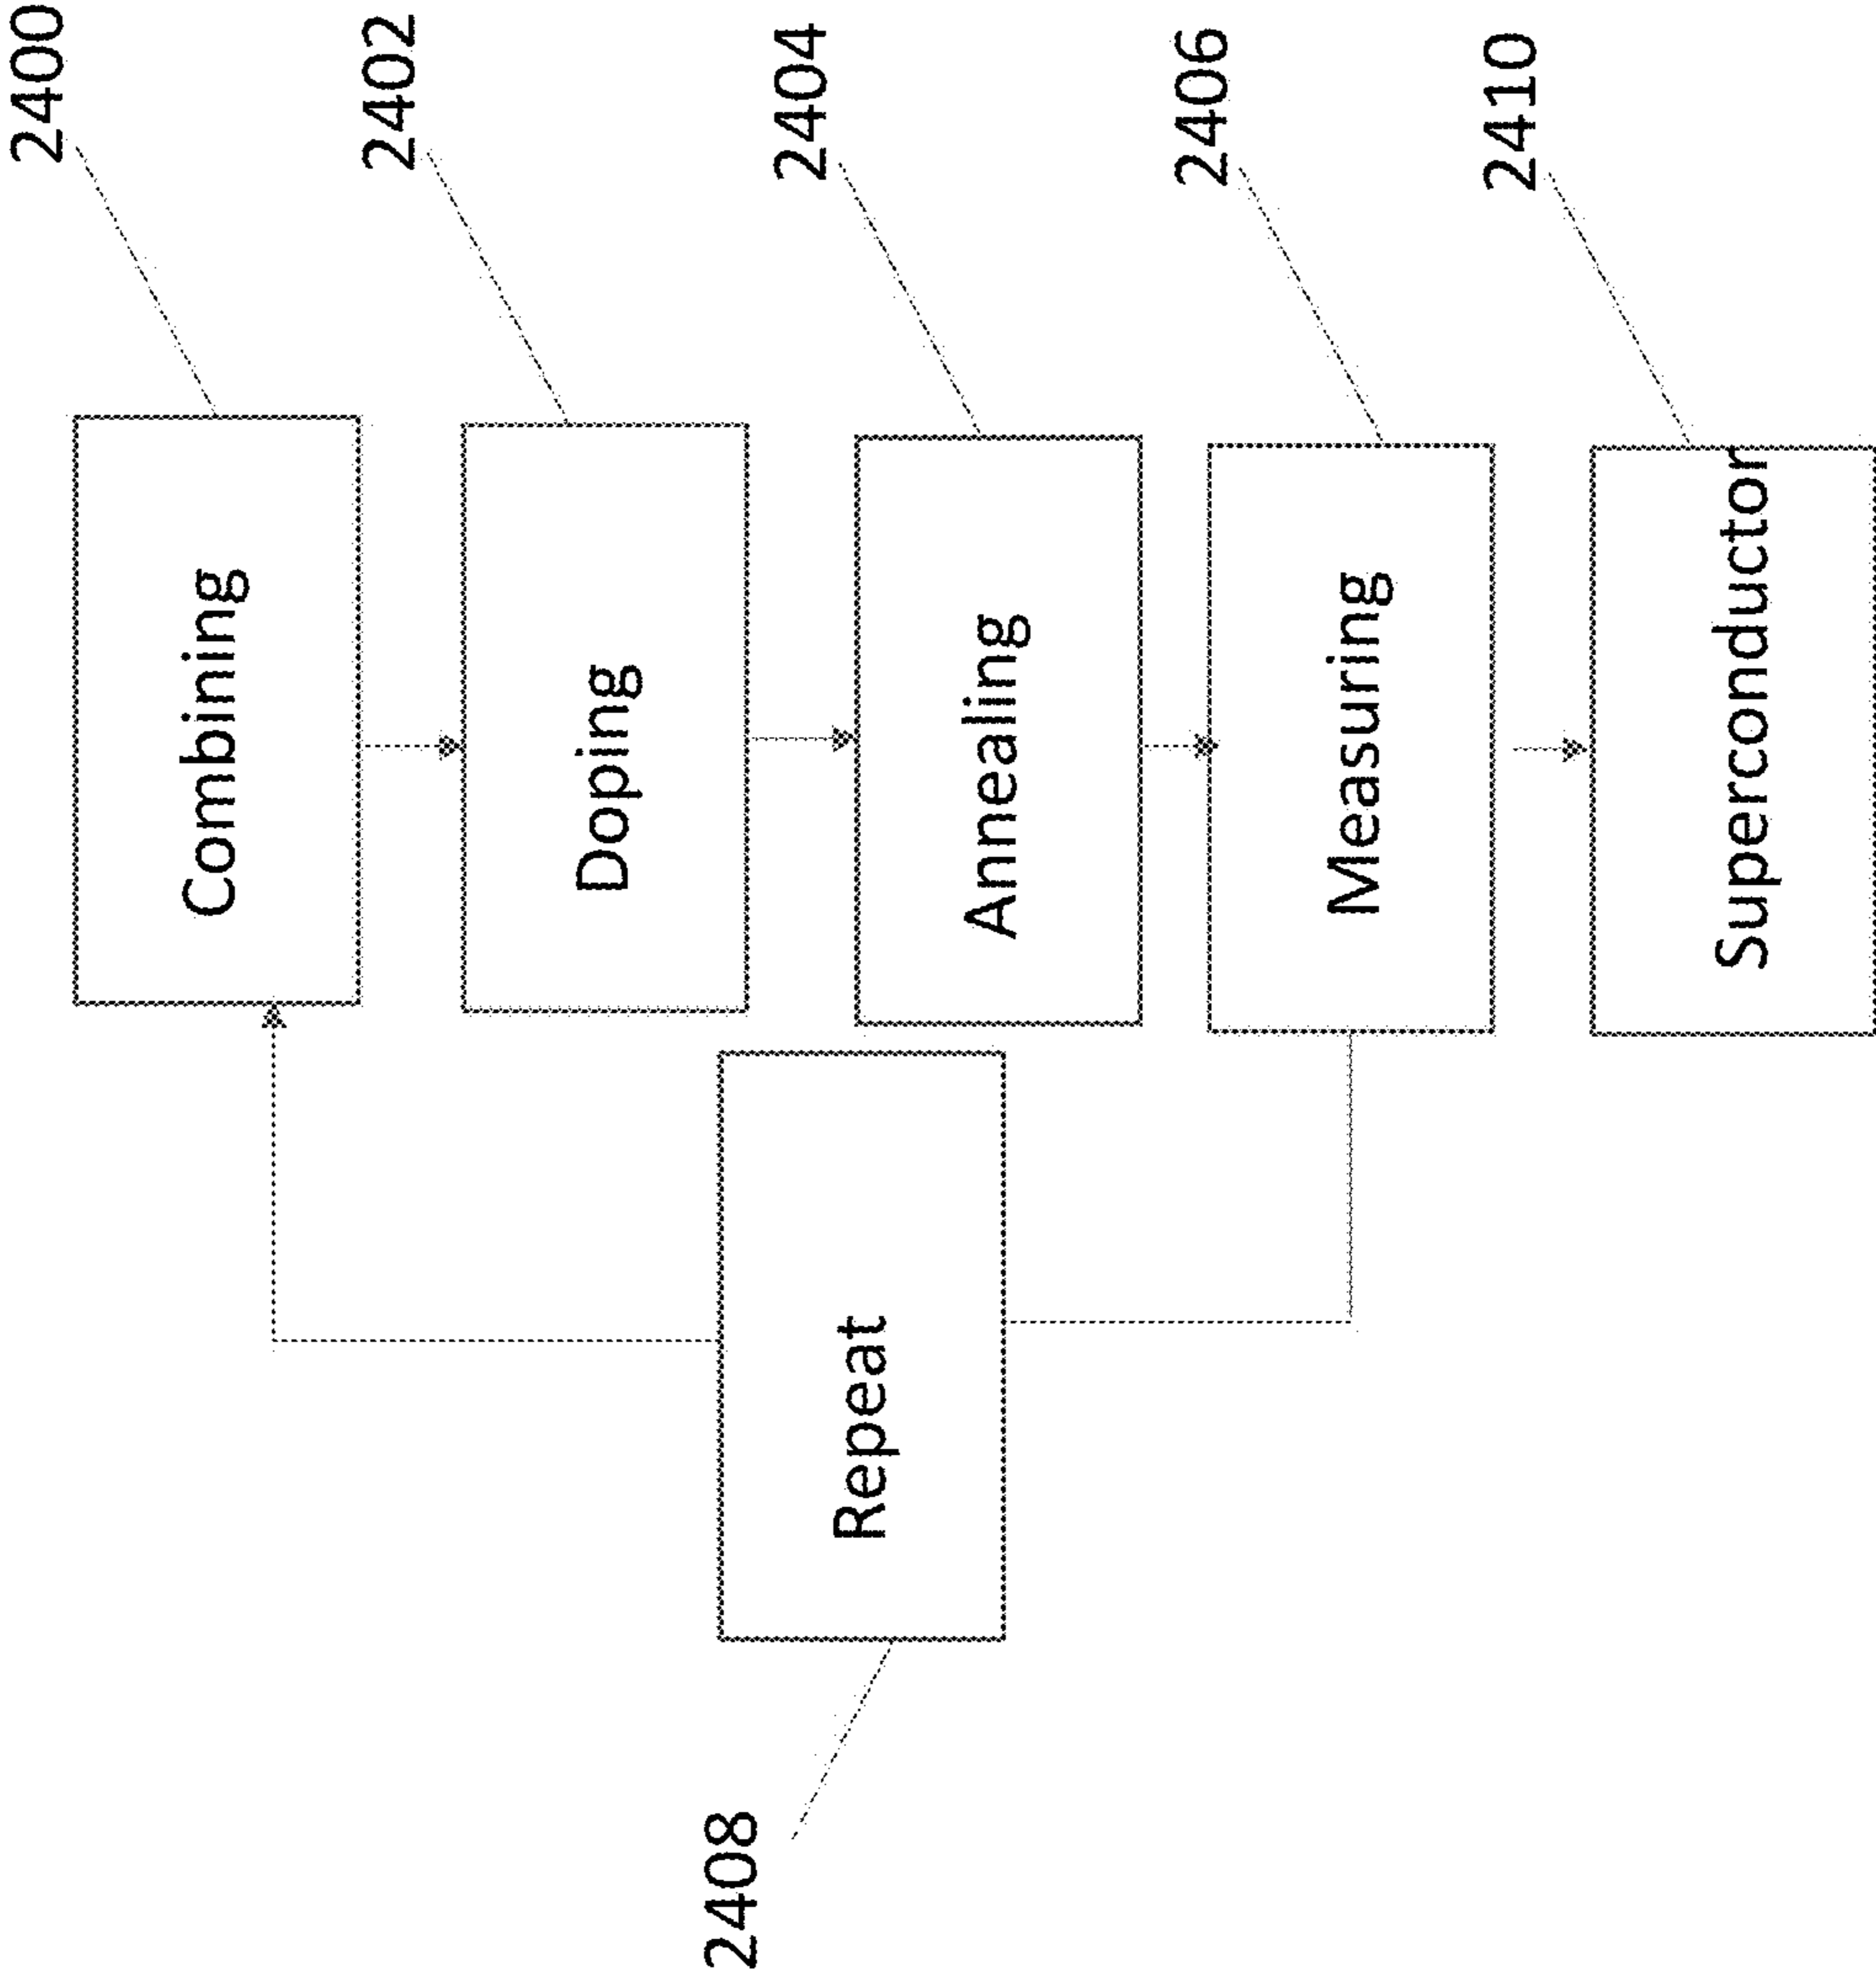 Combining
2400
Doping
2402
Annealing
2404
Measuring
2406
Repeat
2408
Superconductor
2410